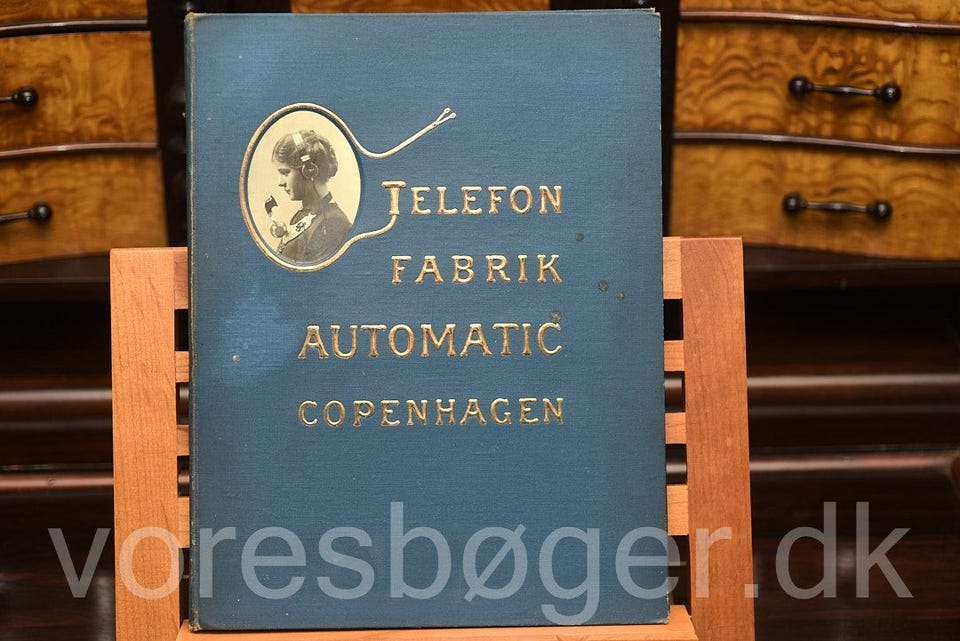 TELEFON
FABRIK
AUTOMATIC
COPENHAGEN
voresbøger.dk